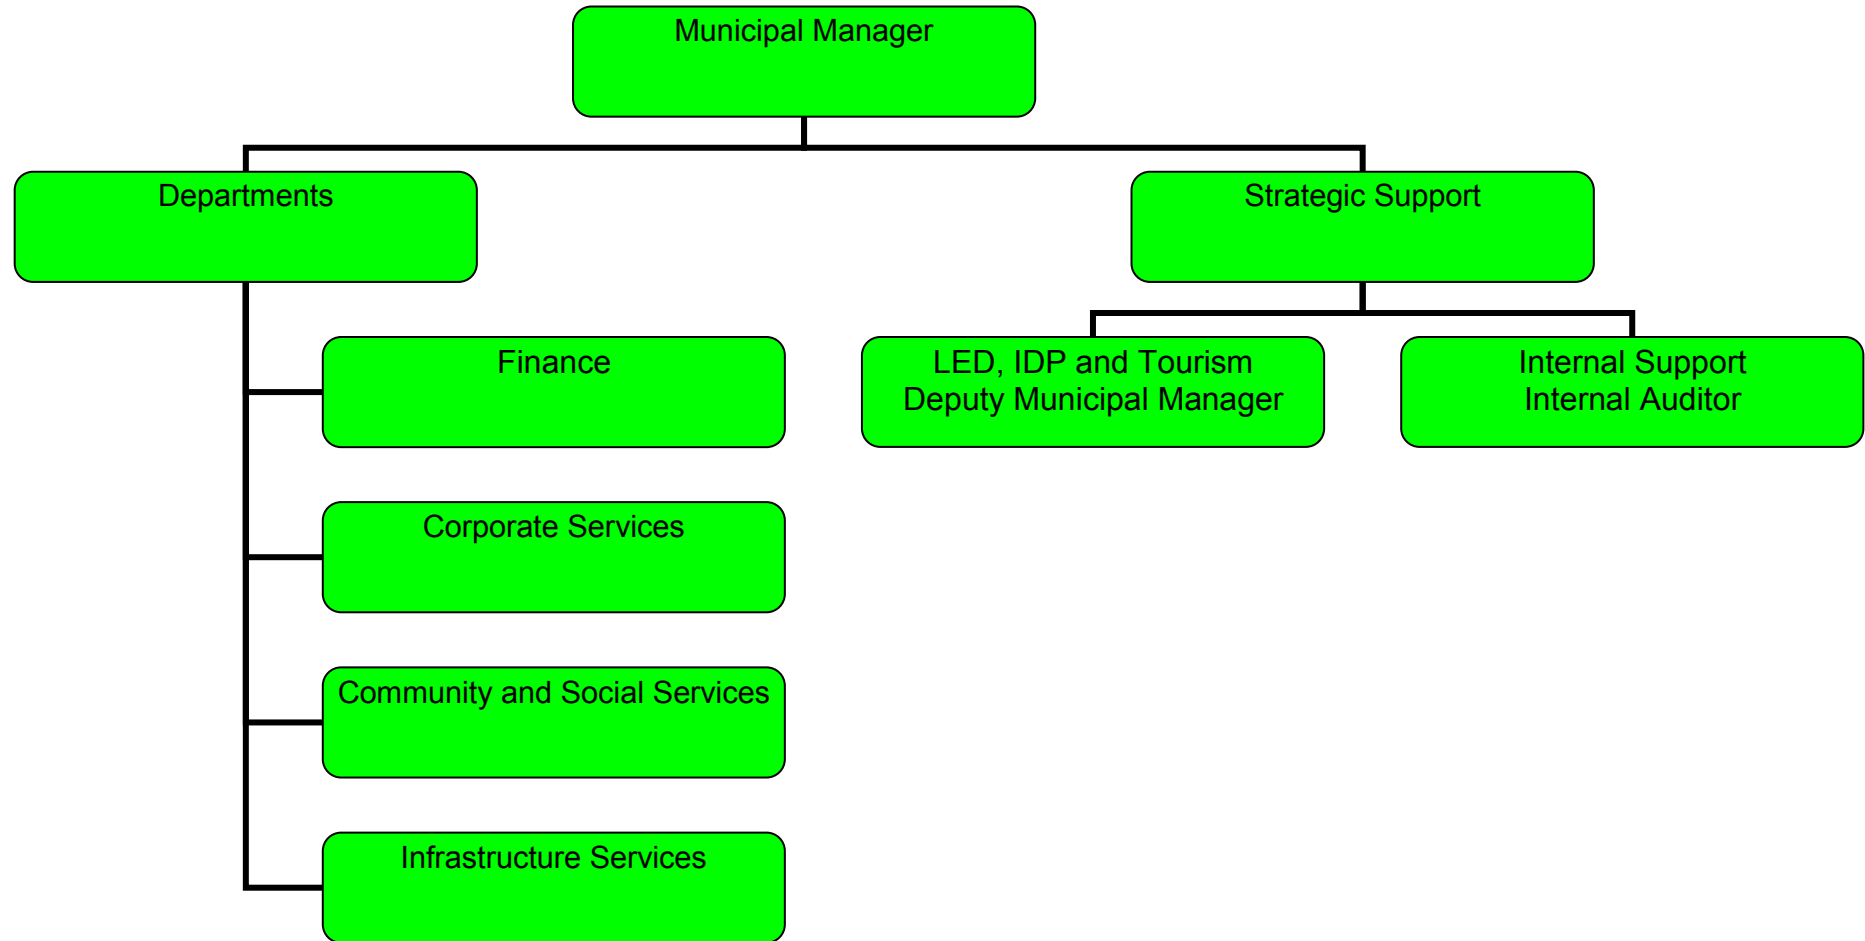 Municipal Manager
Departments
Strategic Support
Finance
LED, IDP and Tourism
Deputy Municipal Manager
Internal Support
Internal Auditor
Corporate Services
Community and Social Services
Infrastructure Services